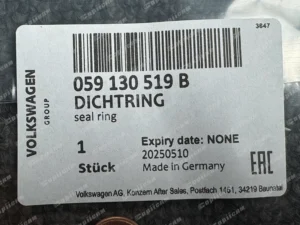 3647
VOLKSWAGEN
GROUP
059 130 519 B
DICHTRING
seal ring
1
Stück
Expiry date: NONE
20250510
Made in Germany
EAC
Volkswagen AG, Konzern After Sales, Postfach 1451, 34219 Baunatal